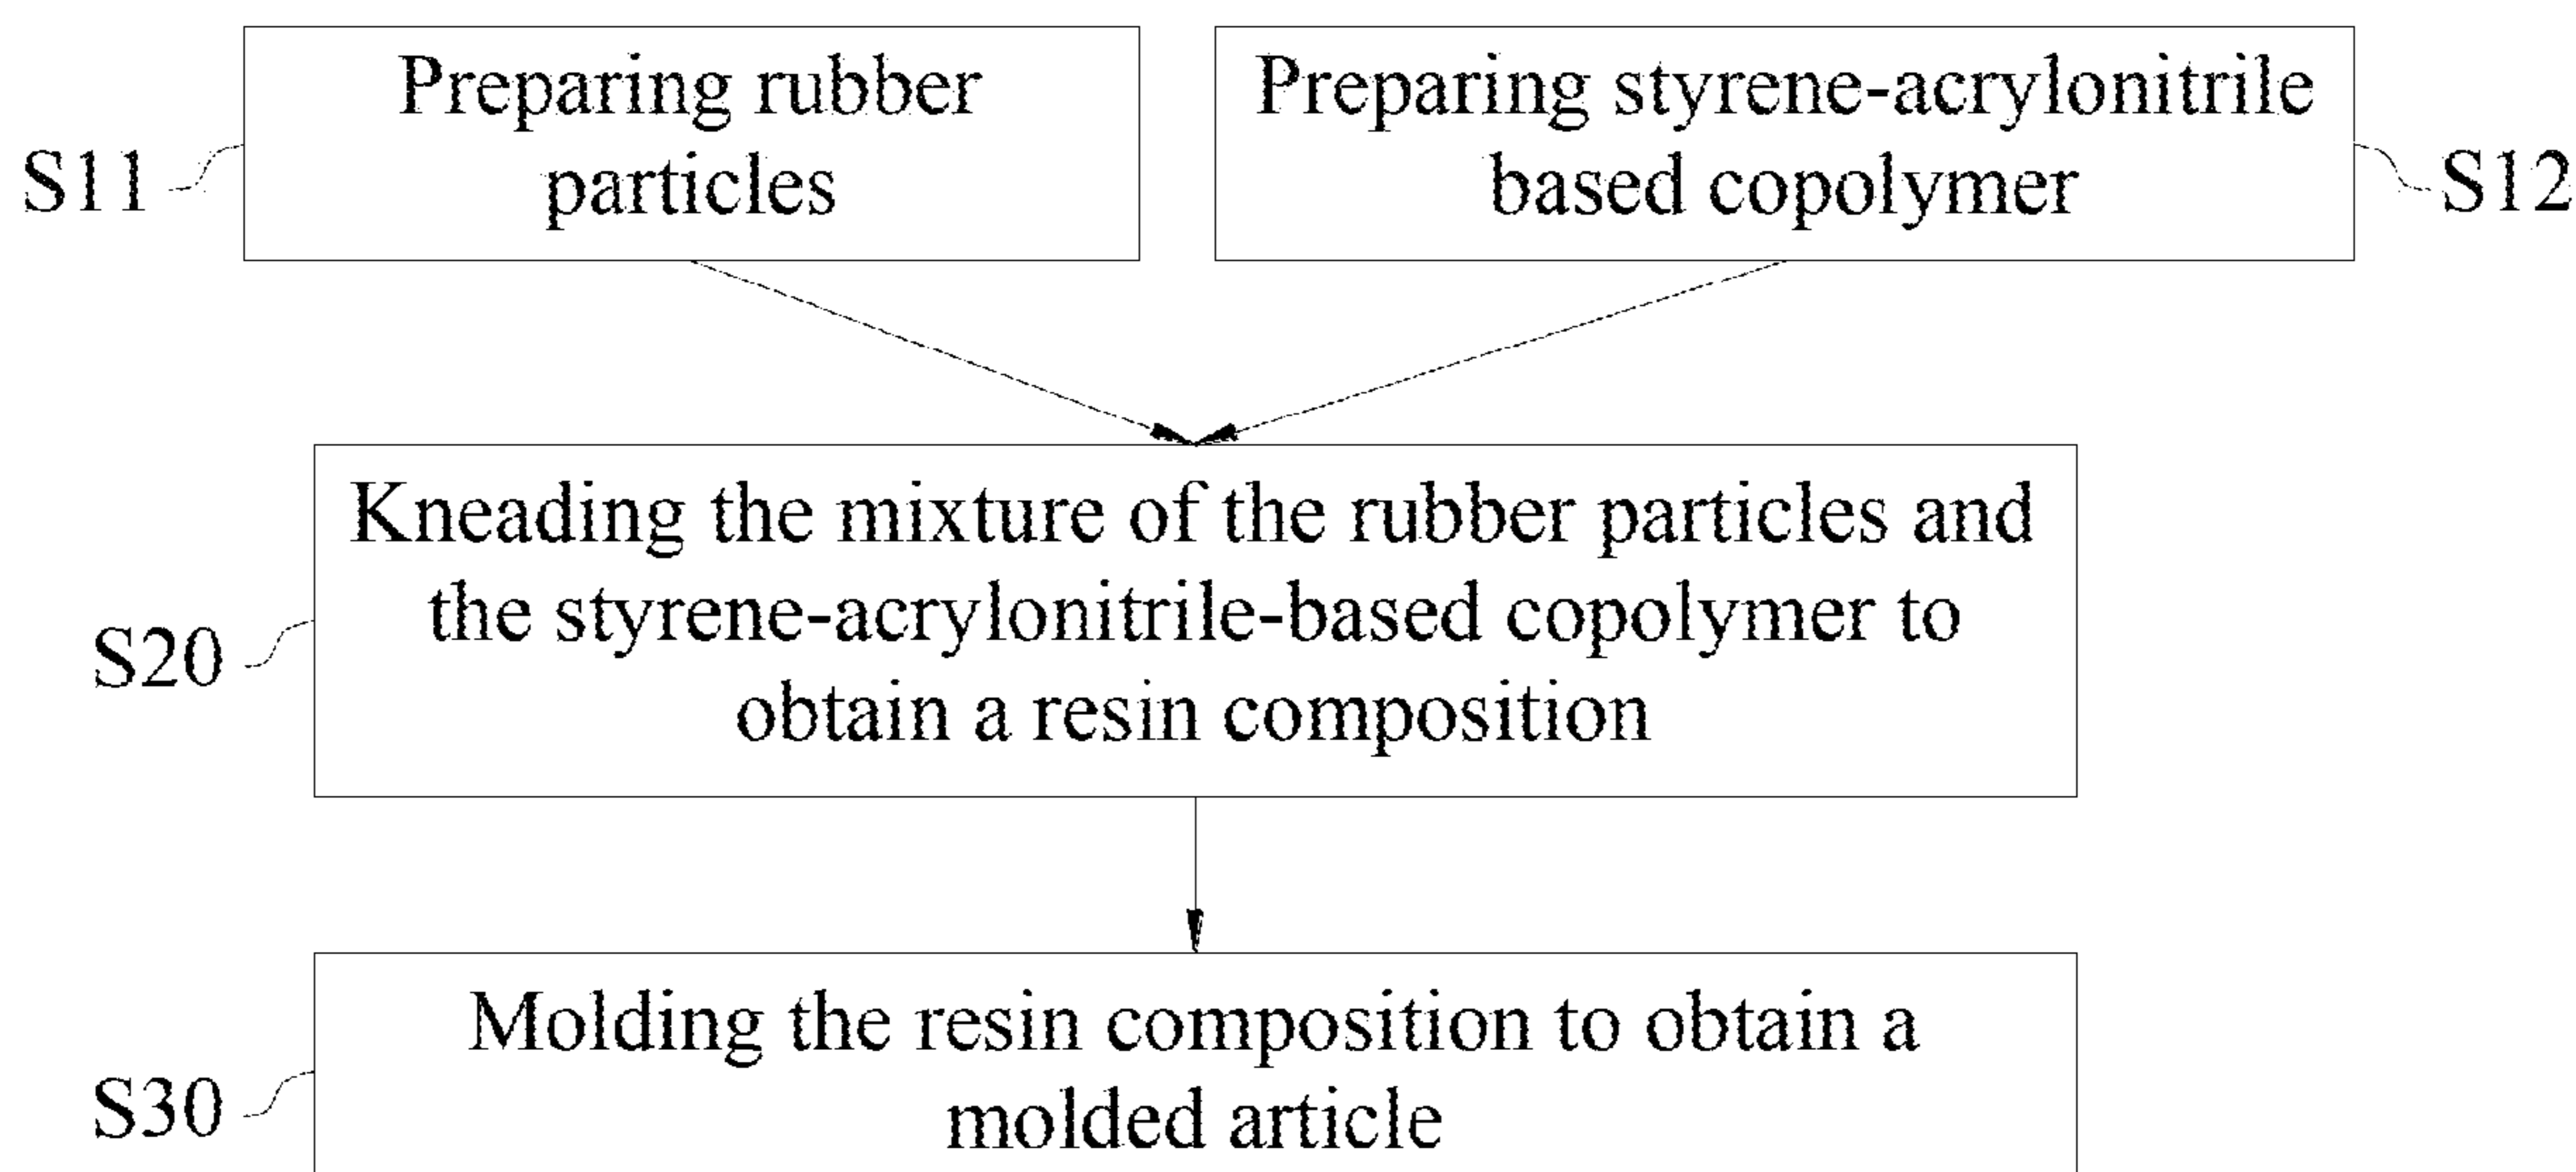 Preparing rubber
particles
S11
Preparing styrene-acrylonitrile
based copolymer
S12
Kneading the mixture of the rubber particles and
the styrene-acrylonitrile-based copolymer to
obtain a resin composition
S20
Molding the resin composition to obtain a
molded article
S30